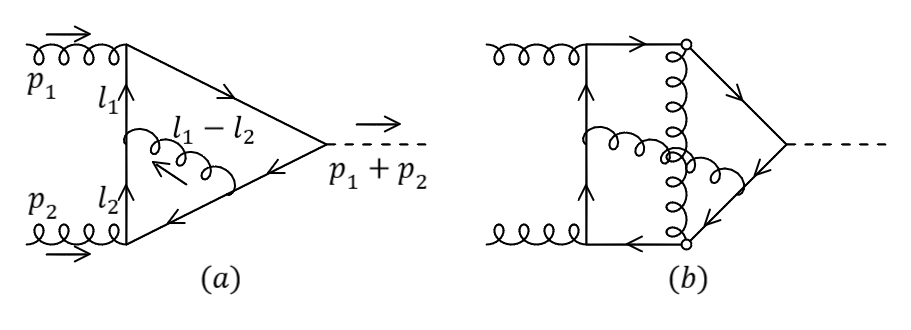 p₁
l₁
l₁ − l₂
p₁ + p₂
p₂
l₂
(a)
(b)